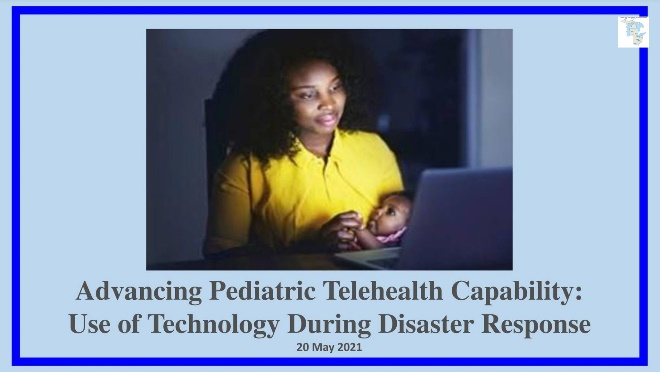 Advancing Pediatric Telehealth Capability:
Use of Technology During Disaster Response
20 May 2021